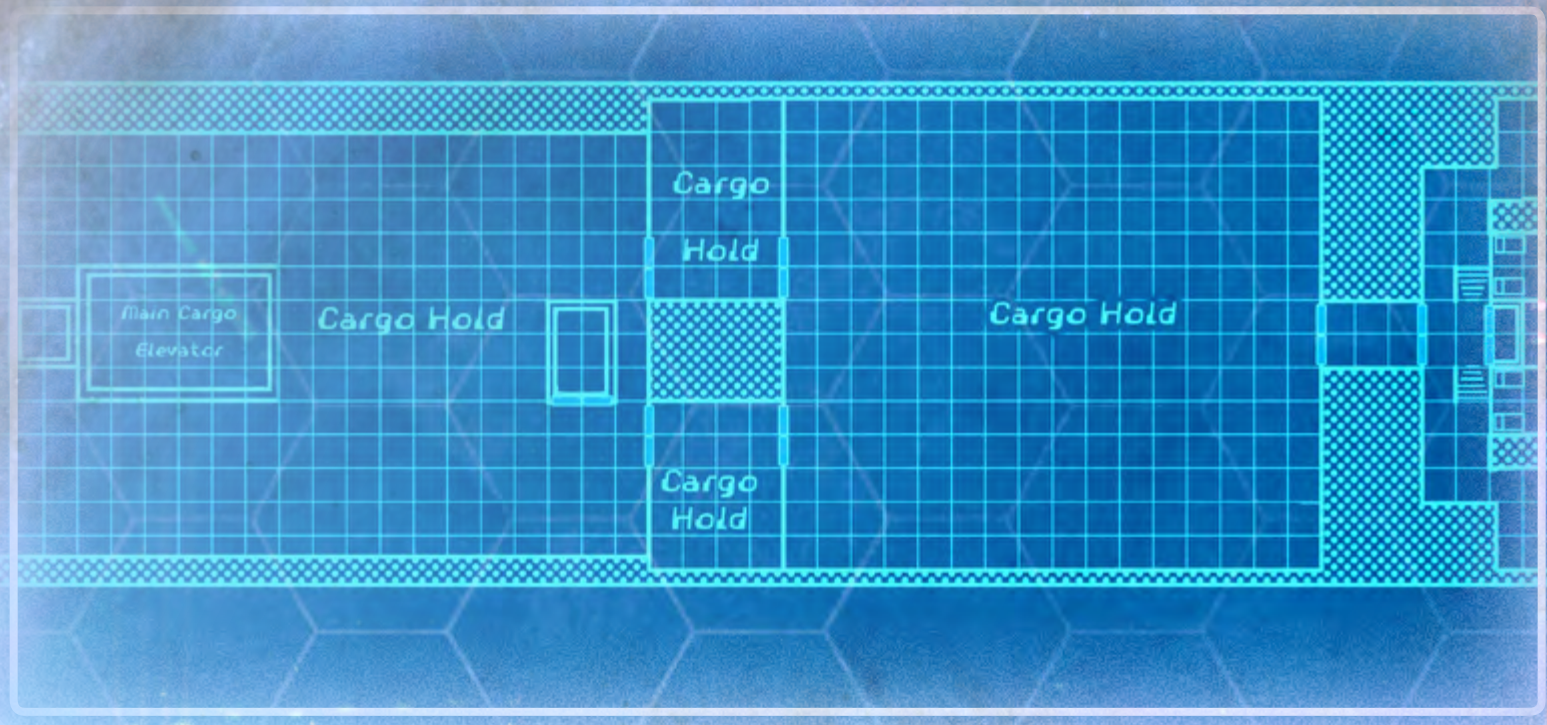 Cargo
Hold
Main Cargo
Elevator
Cargo Hold
Cargo Hold
Cargo
Hold